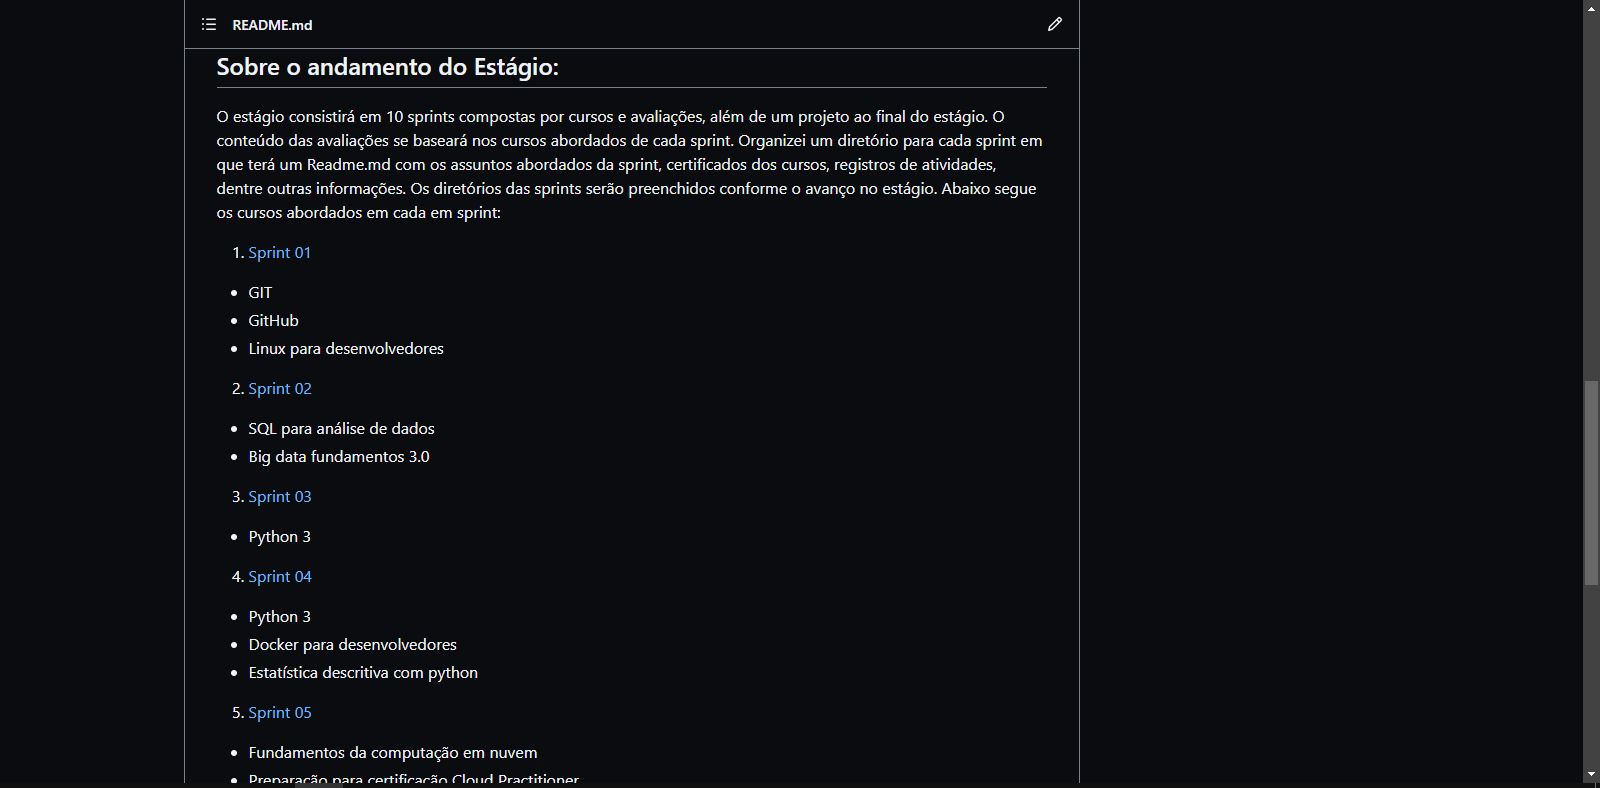 README.md
Sobre o andamento do Estágio:
O estágio consistirá em 10 sprints compostas por cursos e avaliações, além de um projeto ao final do estágio. O
conteúdo das avaliações se baseará nos cursos abordados de cada sprint. Organizei um diretório para cada sprint em
que terá um Readme.md com os assuntos abordados da sprint, certificados dos cursos, registros de atividades,
dentre outras informações. Os diretórios das sprints serão preenchidos conforme o avanço no estágio. Abaixo segue
os cursos abordados em cada em sprint:
1. Sprint 01
• GIT
• GitHub
• Linux para desenvolvedores
2. Sprint 02
• SQL para análise de dados
• Big data fundamentos 3.0
3. Sprint 03
• Python 3
4. Sprint 04
• Python 3
• Docker para desenvolvedores
• Estatística descritiva com python
5. Sprint 05
• Fundamentos da computação em nuvem
• Preparação para certificação Cloud Practitioner